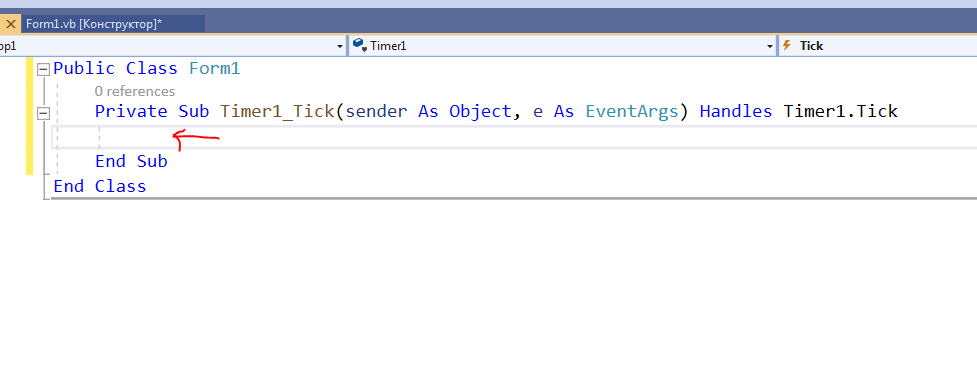 Form1.vb [Конструктор]*
op1 Timer1 Tick
Public Class Form1
0 references
Private Sub Timer1_Tick(sender As Object, e As EventArgs) Handles Timer1.Tick
End Sub
End Class